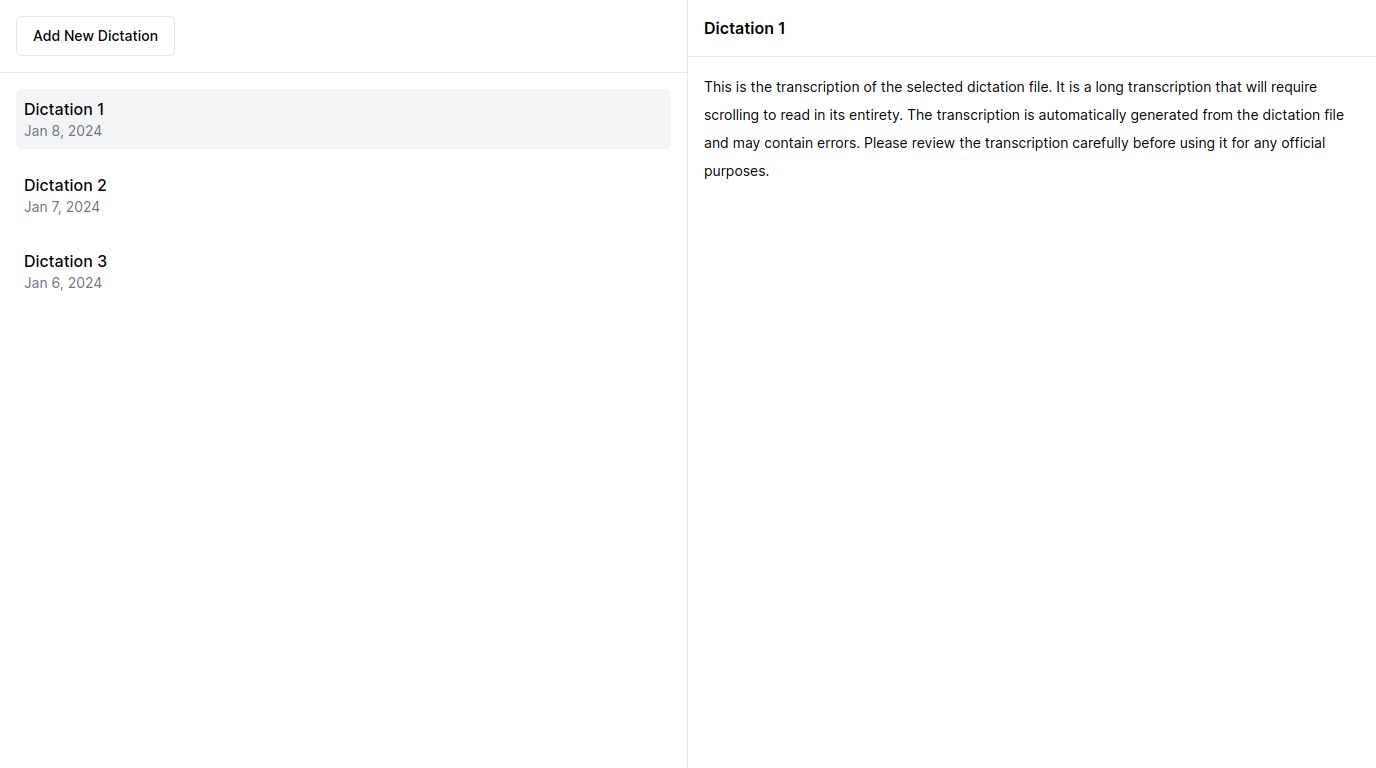 Add New Dictation
Dictation 1
Jan 8, 2024
Dictation 2
Jan 7, 2024
Dictation 3
Jan 6, 2024
Dictation 1
This is the transcription of the selected dictation file. It is a long transcription that will require
scrolling to read in its entirety. The transcription is automatically generated from the dictation file
and may contain errors. Please review the transcription carefully before using it for any official
purposes.